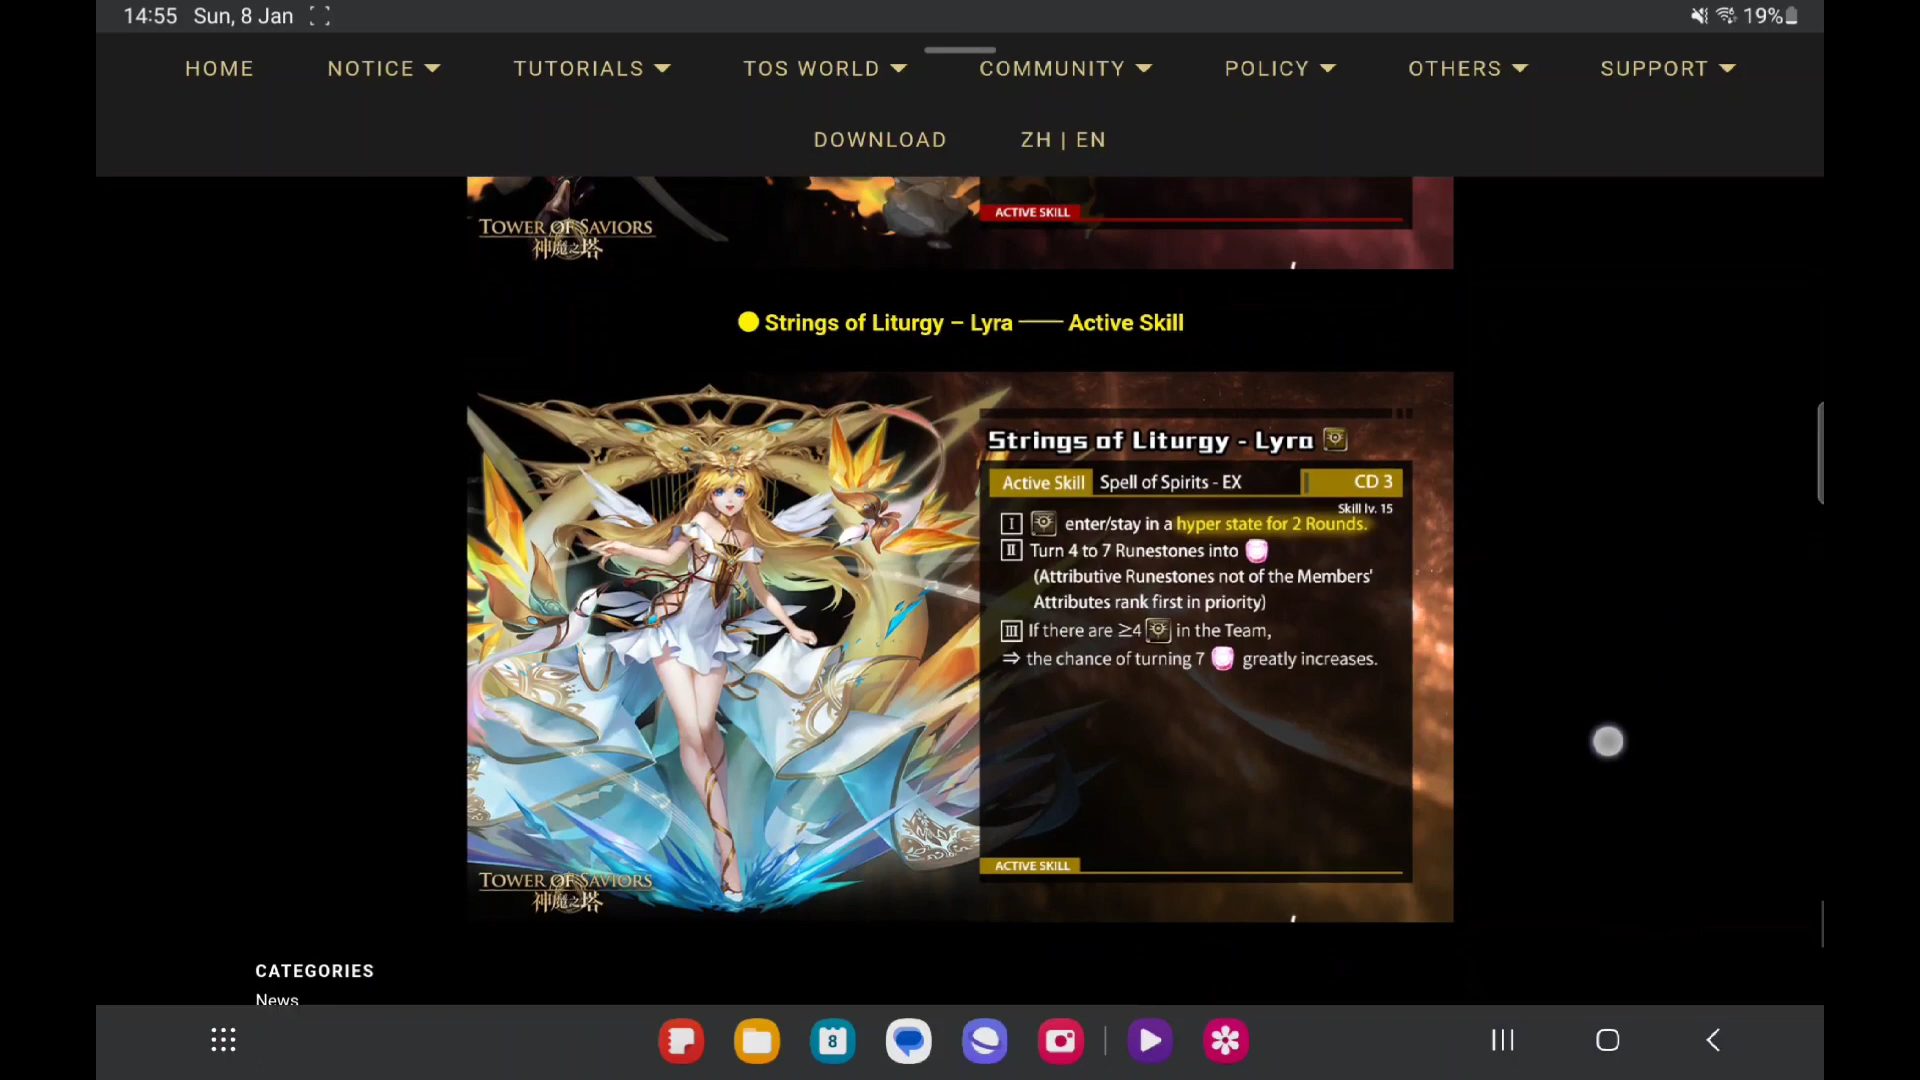 14:55 Sun, 8 Jan 19%
HOME NOTICE TUTORIALS TOS WORLD COMMUNITY POLICY OTHERS SUPPORT
DOWNLOAD ZH | EN
ACTIVE SKILL
TOWER OF SAVIORS
神魔之塔
Strings of Liturgy – Lyra —— Active Skill
Strings of Liturgy - Lyra
Active Skill Spell of Spirits - EX CD 3
Skill lv. 15
I enter/stay in a hyper state for 2 Rounds.
II Turn 4 to 7 Runestones into
(Attributive Runestones not of the Members'
Attributes rank first in priority)
III If there are ≥4 in the Team,
⇒ the chance of turning 7 greatly increases.
ACTIVE SKILL
TOWER OF SAVIORS
神魔之塔
CATEGORIES
News
8